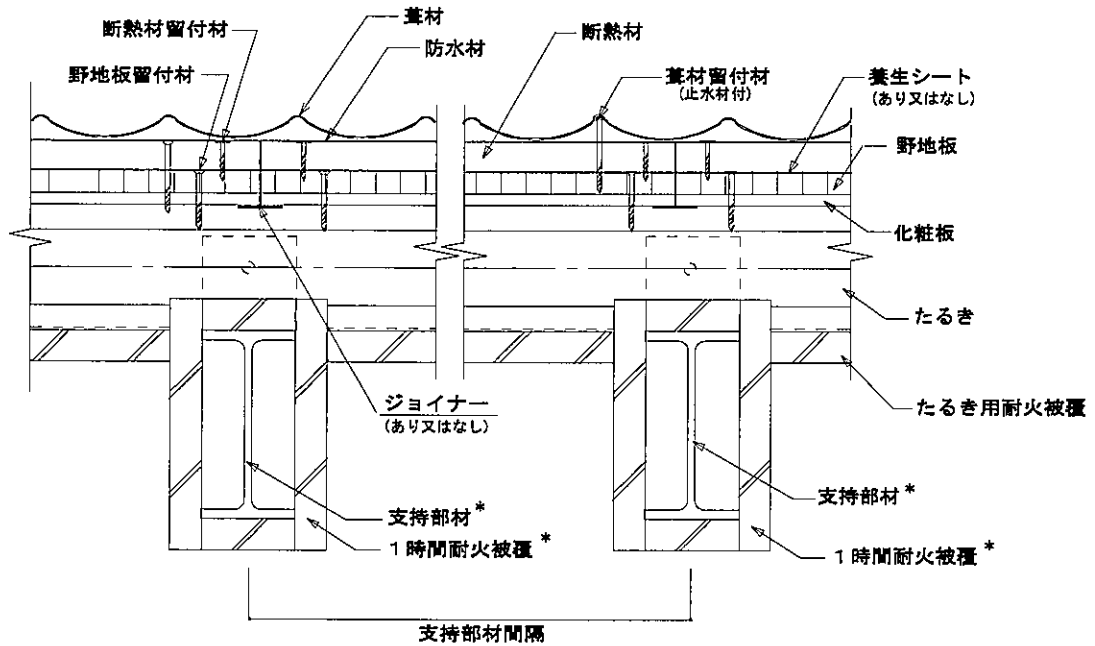 葺材
断熱材留付材
防水材
断熱材
野地板留付材
葺材留付材
(止水材付)
養生シート
(あり又はなし)
野地板
化粧板
たるき
ジョイナー
(あり又はなし)
たるき用耐火被覆
支持部材*
支持部材*
1時間耐火被覆*
1時間耐火被覆*
支持部材間隔